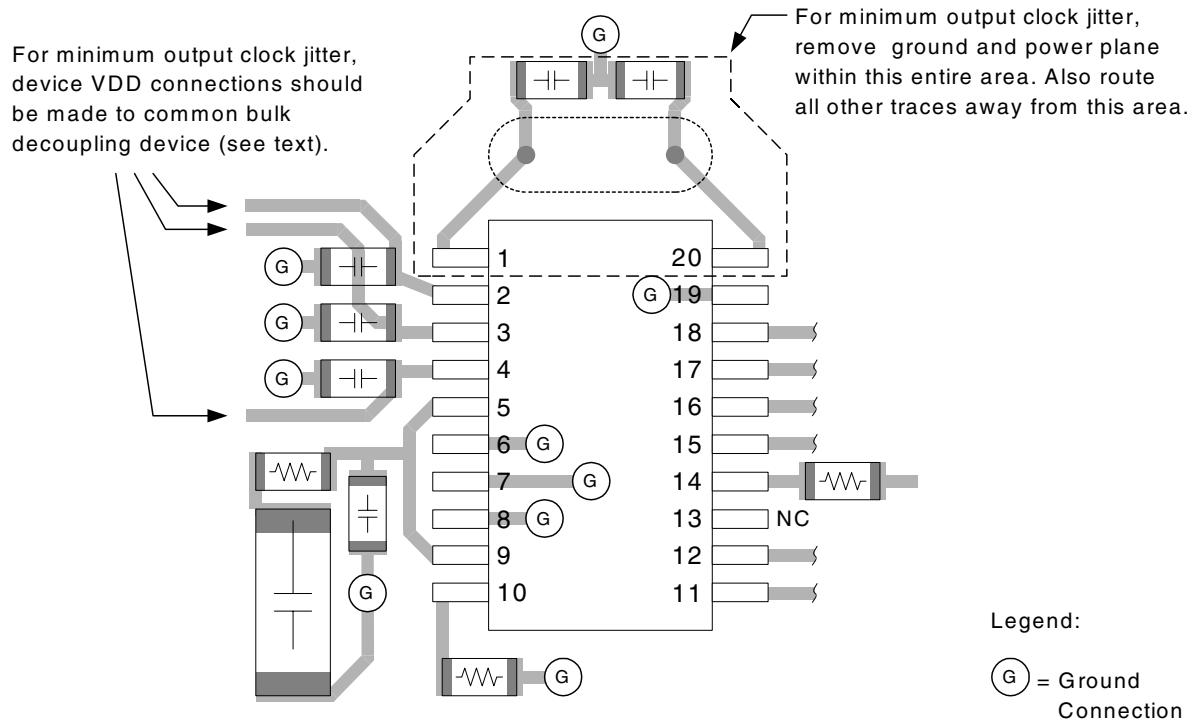 For minimum output clock jitter,
device VDD connections should
be made to common bulk
decoupling device (see text).
For minimum output clock jitter,
remove ground and power plane
within this entire area. Also route
all other traces away from this area.
G
1
20
G
2
G
19
G
3
18
G
4
17
5
16
6
G
15
7
G
14
8
G
13
NC
9
12
G
10
11
G
Legend:
G = Ground
Connection